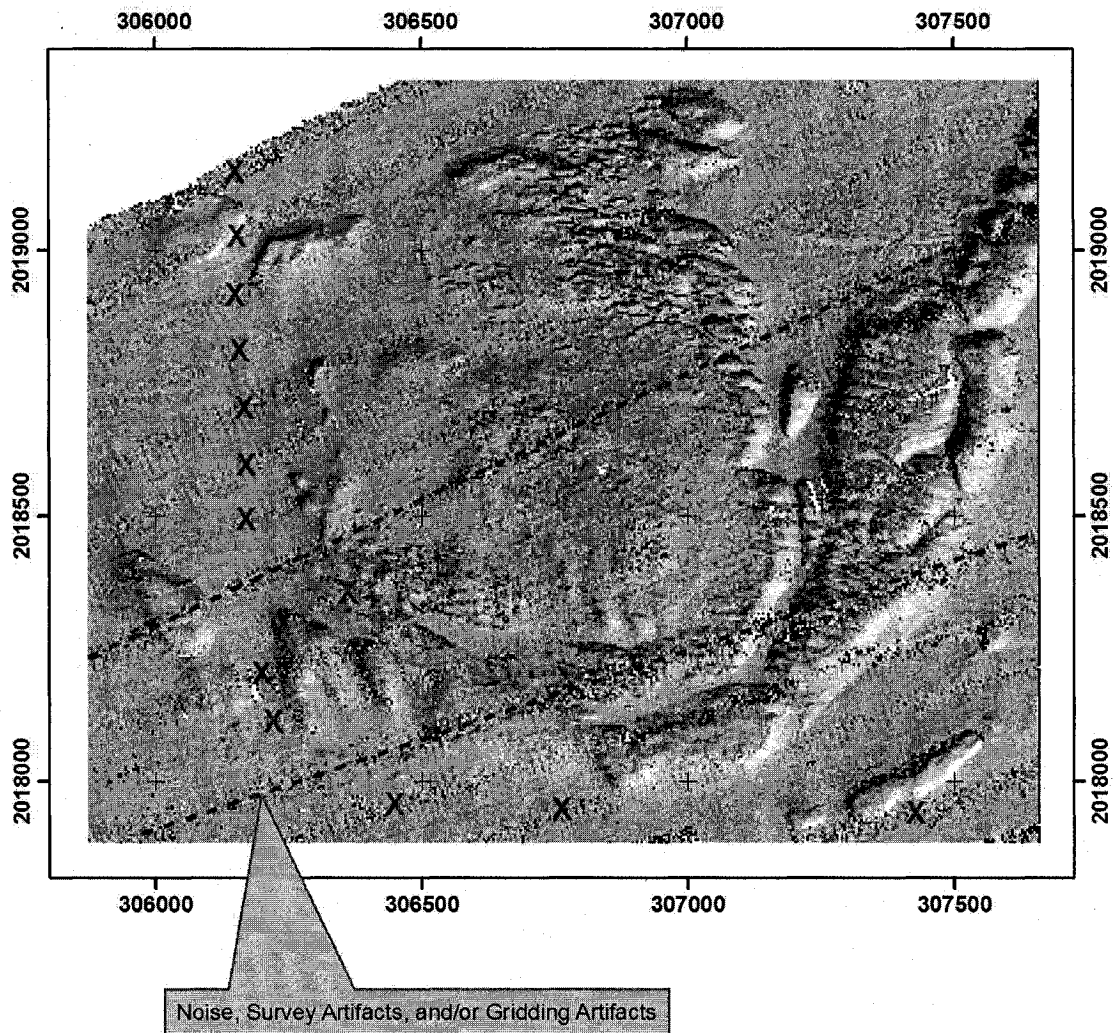 306000 306500 307000 307500
2019000 2019000
2018500 2018500
2018000 2018000
X
X
X
X
X
X
X
X
X
X
X
X
X
306000 306500 307000 307500
Noise, Survey Artifacts, and/or Gridding Artifacts